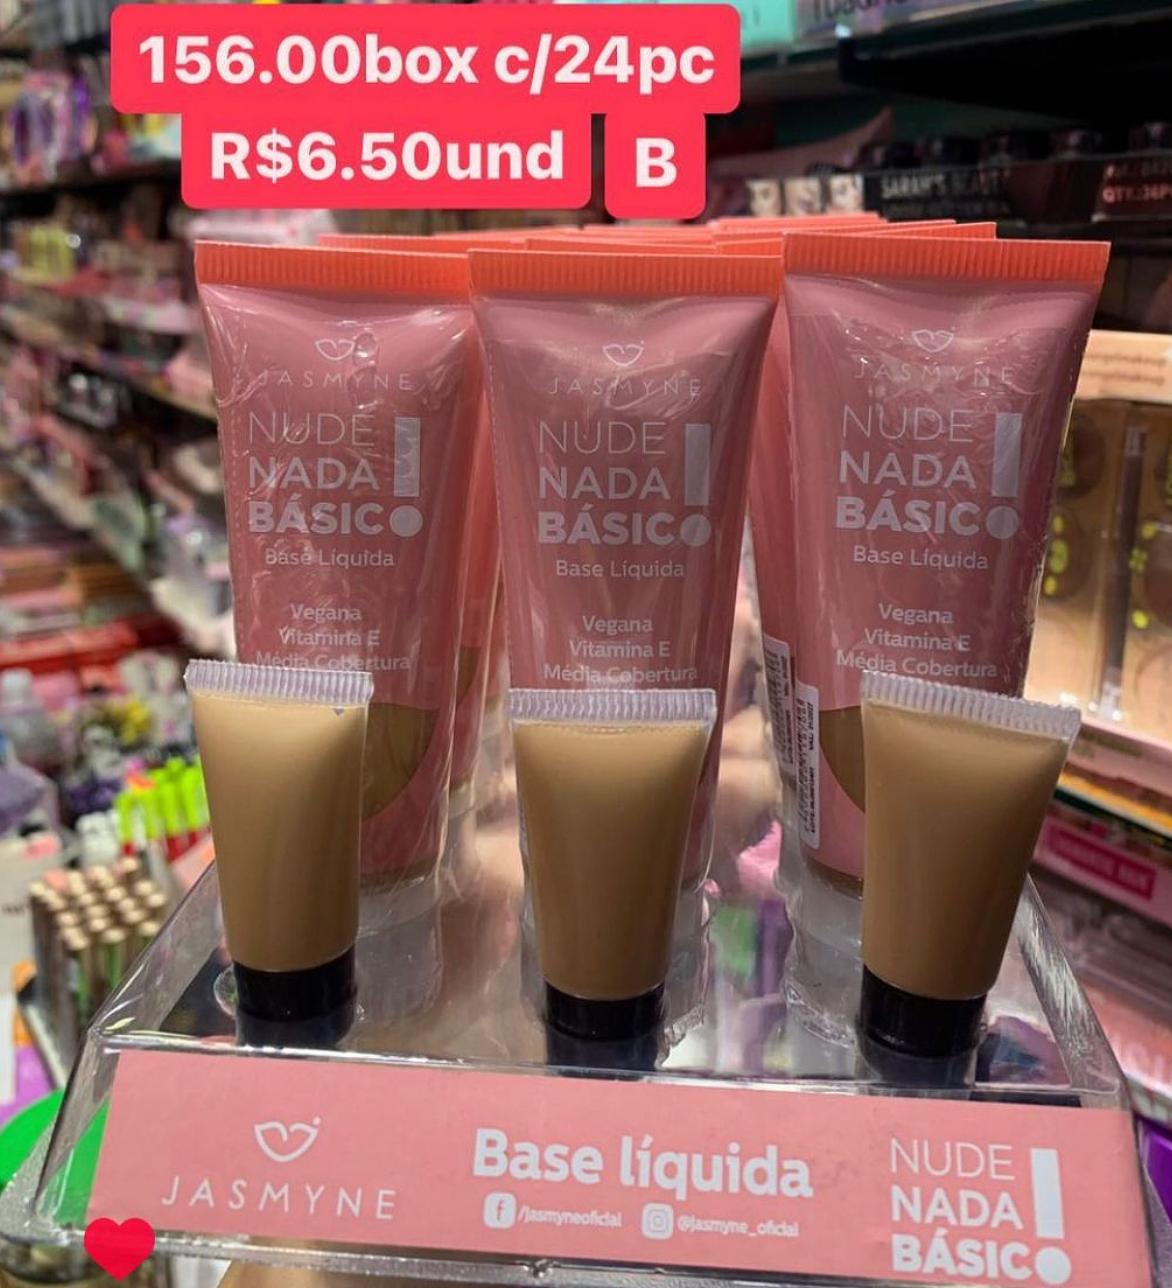 156.00box c/24pc
R$6.50und B
SARAH'S BEAUTY
JASMYNE
NUDE
NADA
BÁSICO!
Base Líquida
Vegana
Vitamina E
Média Cobertura
JASMYNE
NUDE
NADA
BÁSICO!
Base Líquida
Vegana
Vitamina E
Média Cobertura
JASMYNE
NUDE
NADA
BÁSICO!
Base Líquida
Vegana
Vitamina E
Média Cobertura
JASMYNE
Base líquida
/jasmyneoficial @jasmyne_oficial
NUDE
NADA
BÁSICO!